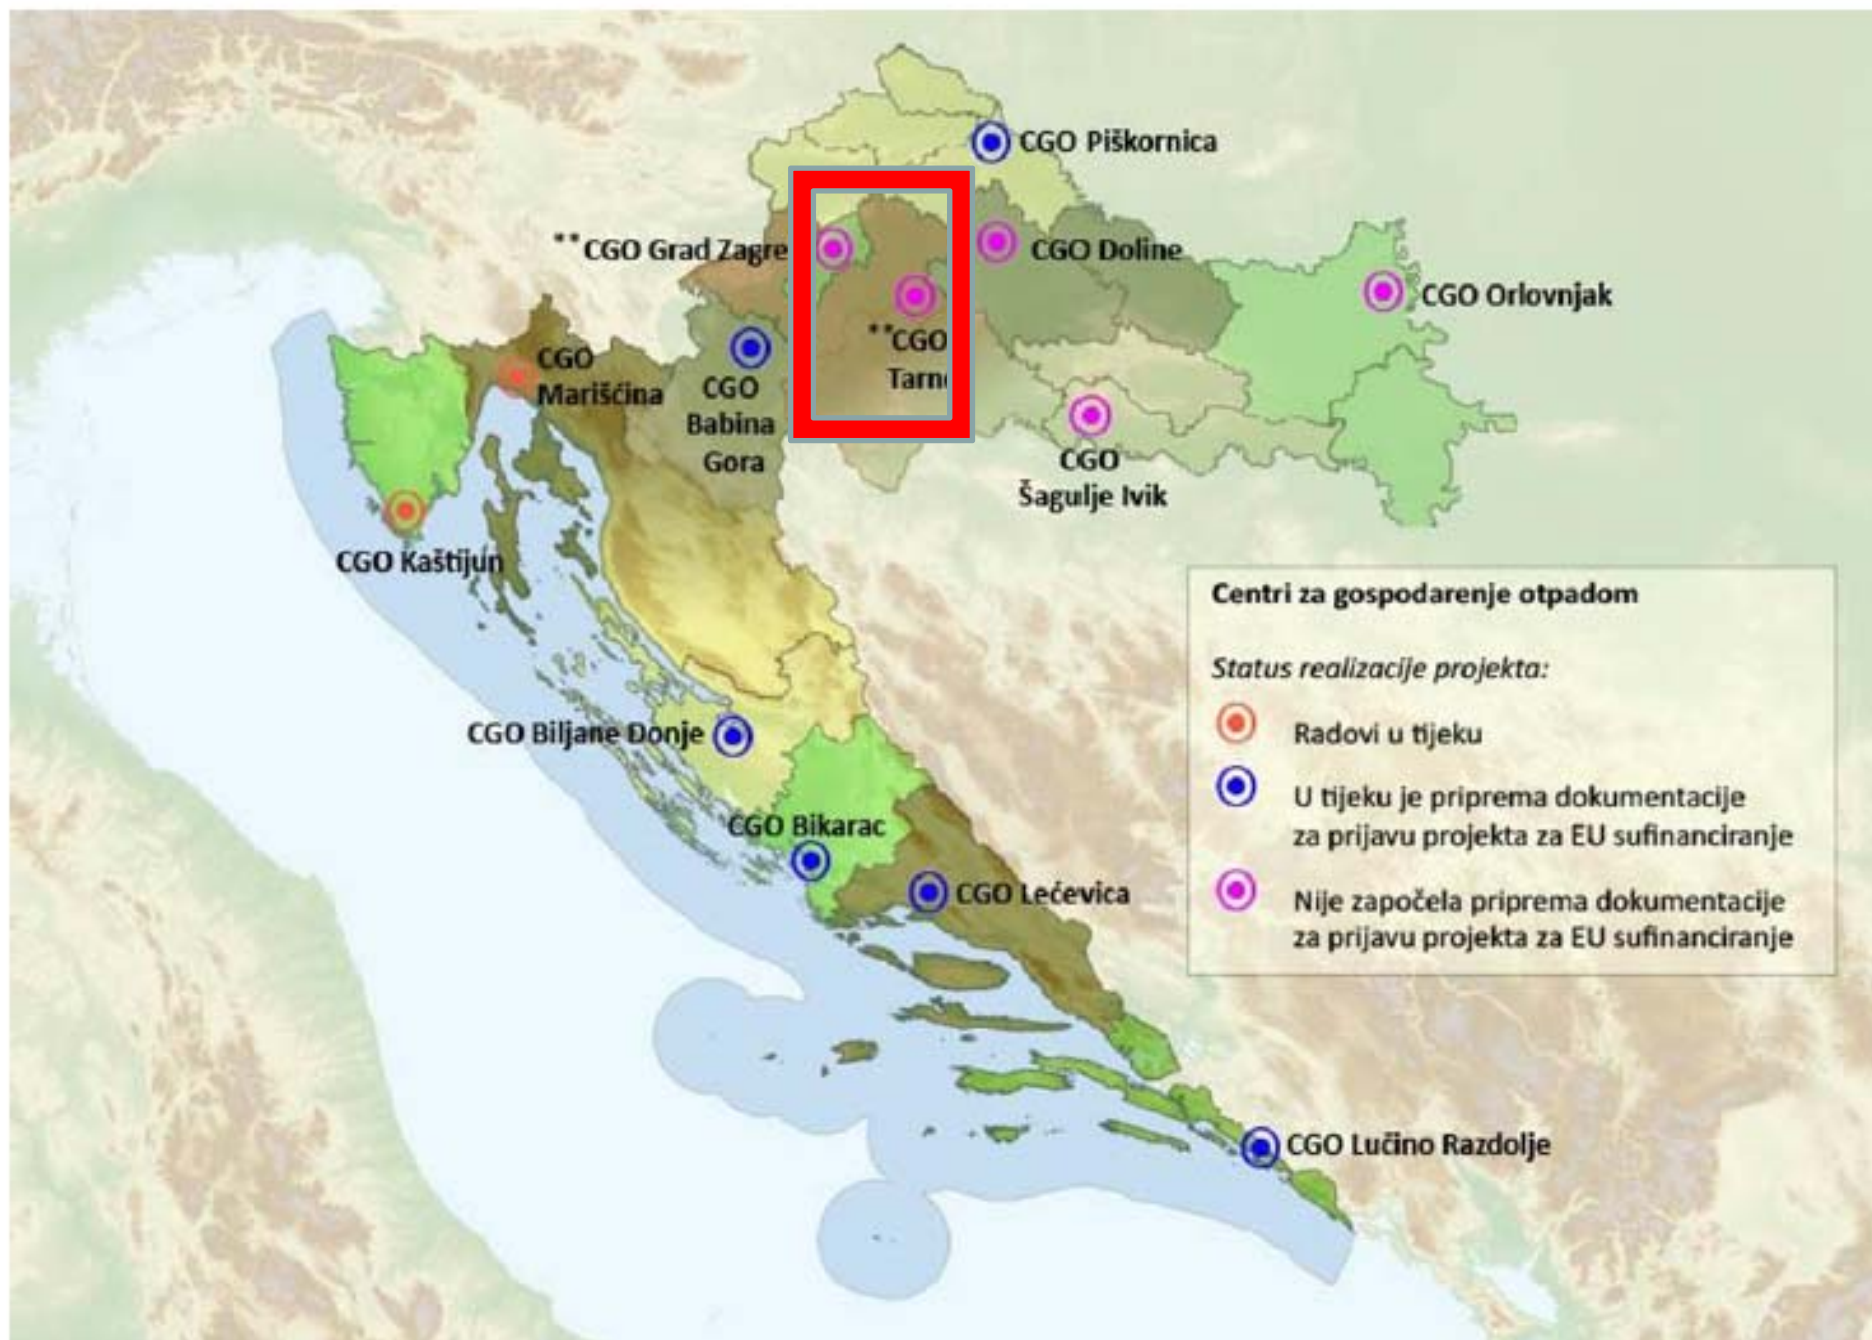 CGO Piškornica
**CGO Grad Zagre
CGO Doline
CGO Orlovnjak
**CGO
CGO
Marišćina
CGO
Babina
Gora
CGO
Šagulje Ivik
CGO Kaštijun
Centri za gospodarenje otpadom
Status realizacije projekta:
Radovi u tijeku
U tijeku je priprema dokumentacije
za prijavu projekta za EU sufinanciranje
Nije započela priprema dokumentacije
za prijavu projekta za EU sufinanciranje
CGO Biljane Donje
CGO Bikarac
CGO Lećevica
CGO Lučino Razdolje